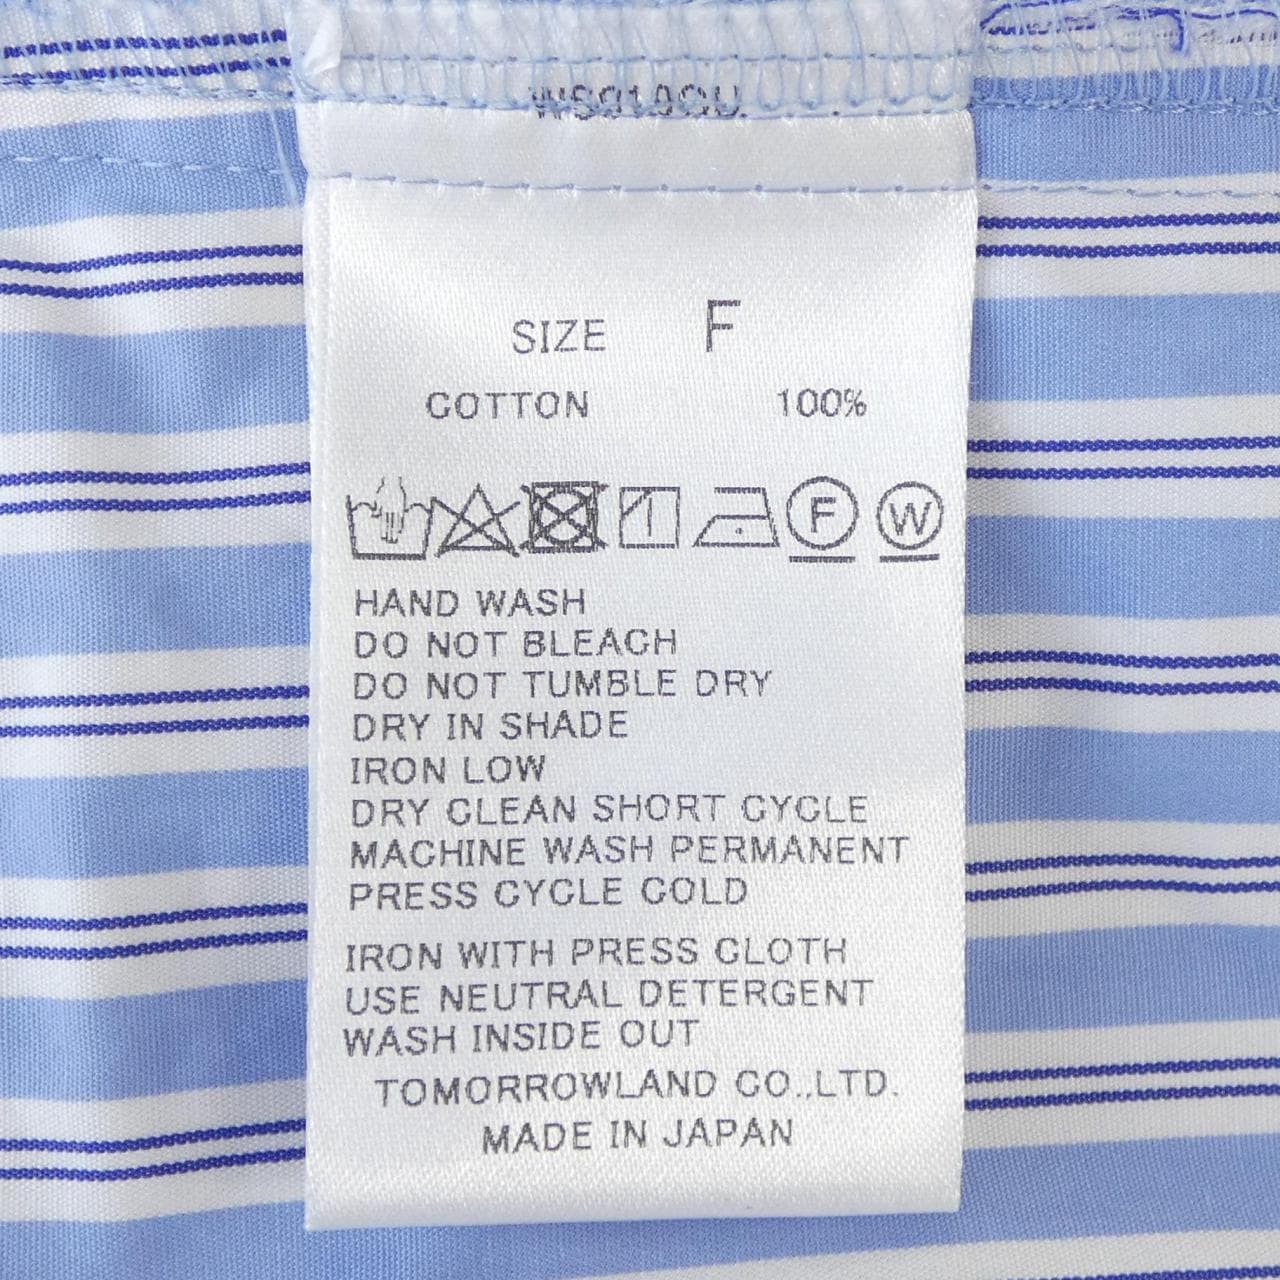 SIZE F
COTTON 100%
F W
HAND WASH
DO NOT BLEACH
DO NOT TUMBLE DRY
DRY IN SHADE
IRON LOW
DRY CLEAN SHORT CYCLE
MACHINE WASH PERMANENT
PRESS CYCLE COLD
IRON WITH PRESS CLOTH
USE NEUTRAL DETERGENT
WASH INSIDE OUT
TOMORROWLAND CO.,LTD.
MADE IN JAPAN